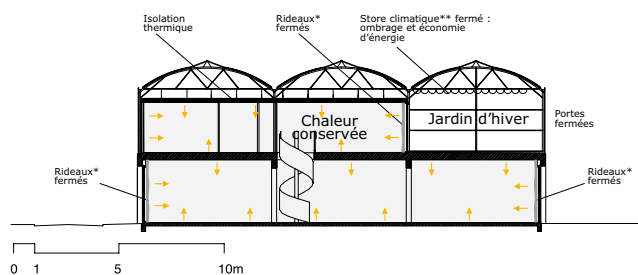 Isolation
thermique
Rideaux*
fermés
Store climatique** fermé :
ombrage et économie
d'énergie
Chaleur
conservée
Jardin d'hiver
Portes
fermées
Rideaux*
fermés
Rideaux*
fermés
0 1 5 10m